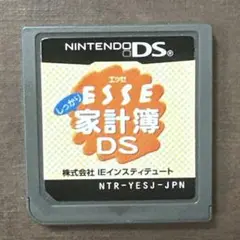 NINTENDO DS®
エッセ
ESSE
しっかり
家計簿
DS
株式会社 IEインスティテュート
NTR-YESJ-JPN